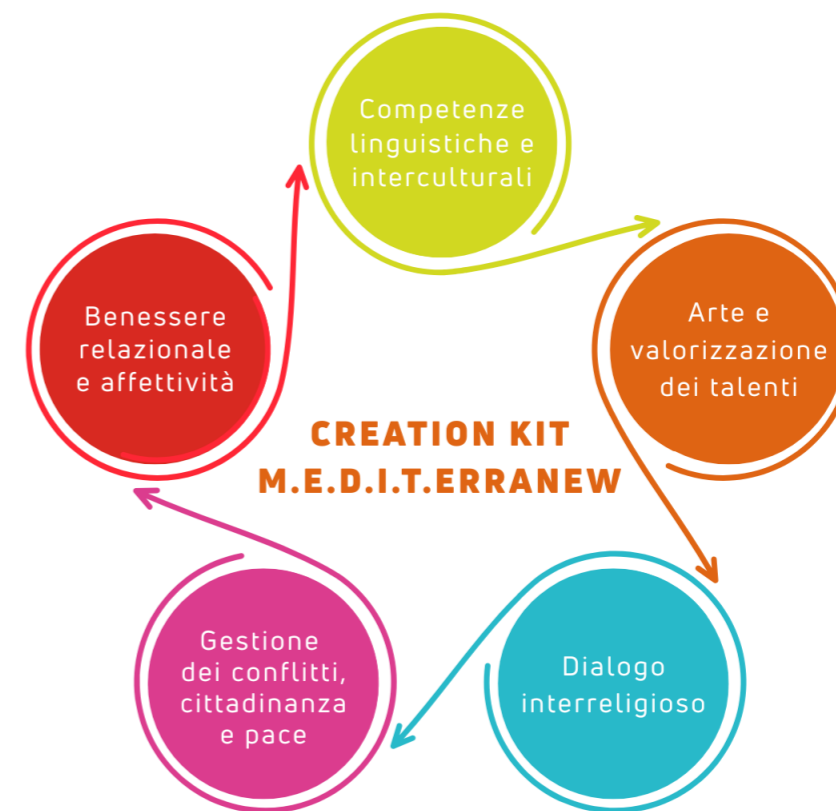 Competenze
linguistiche e
interculturali
Arte e
valorizzazione
dei talenti
Dialogo
interreligioso
Gestione
dei conflitti,
cittadinanza
e pace
Benessere
relazionale
e affettività
CREATION KIT
M.E.D.I.T.ERRANEW